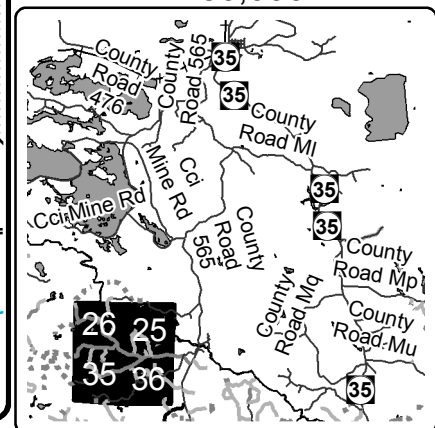 County
Road
476
County
Road 565
35
35
County
Road Ml
Cci
Mine Rd
Cci Mine Rd
35
35
County
Road
565
County
Road Mp
County
Road Mq
County
Road Mu
26 25
35 36
35